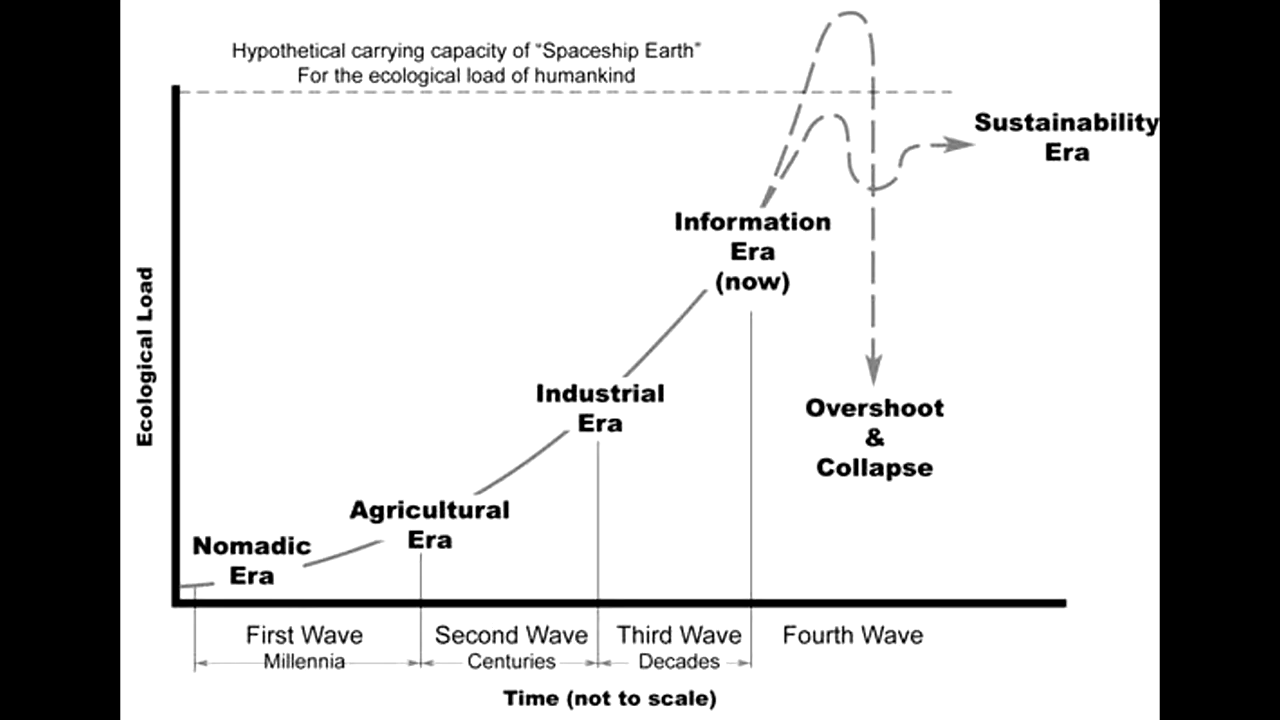 Hypothetical carrying capacity of “Spaceship Earth”
For the ecological load of humankind
Sustainability
Era
Information
Era
(now)
Ecological Load
Industrial
Era
Overshoot
&
Collapse
Agricultural
Era
Nomadic
Era
First Wave
Second Wave
Third Wave
Fourth Wave
Millennia
Centuries
Decades
Time (not to scale)